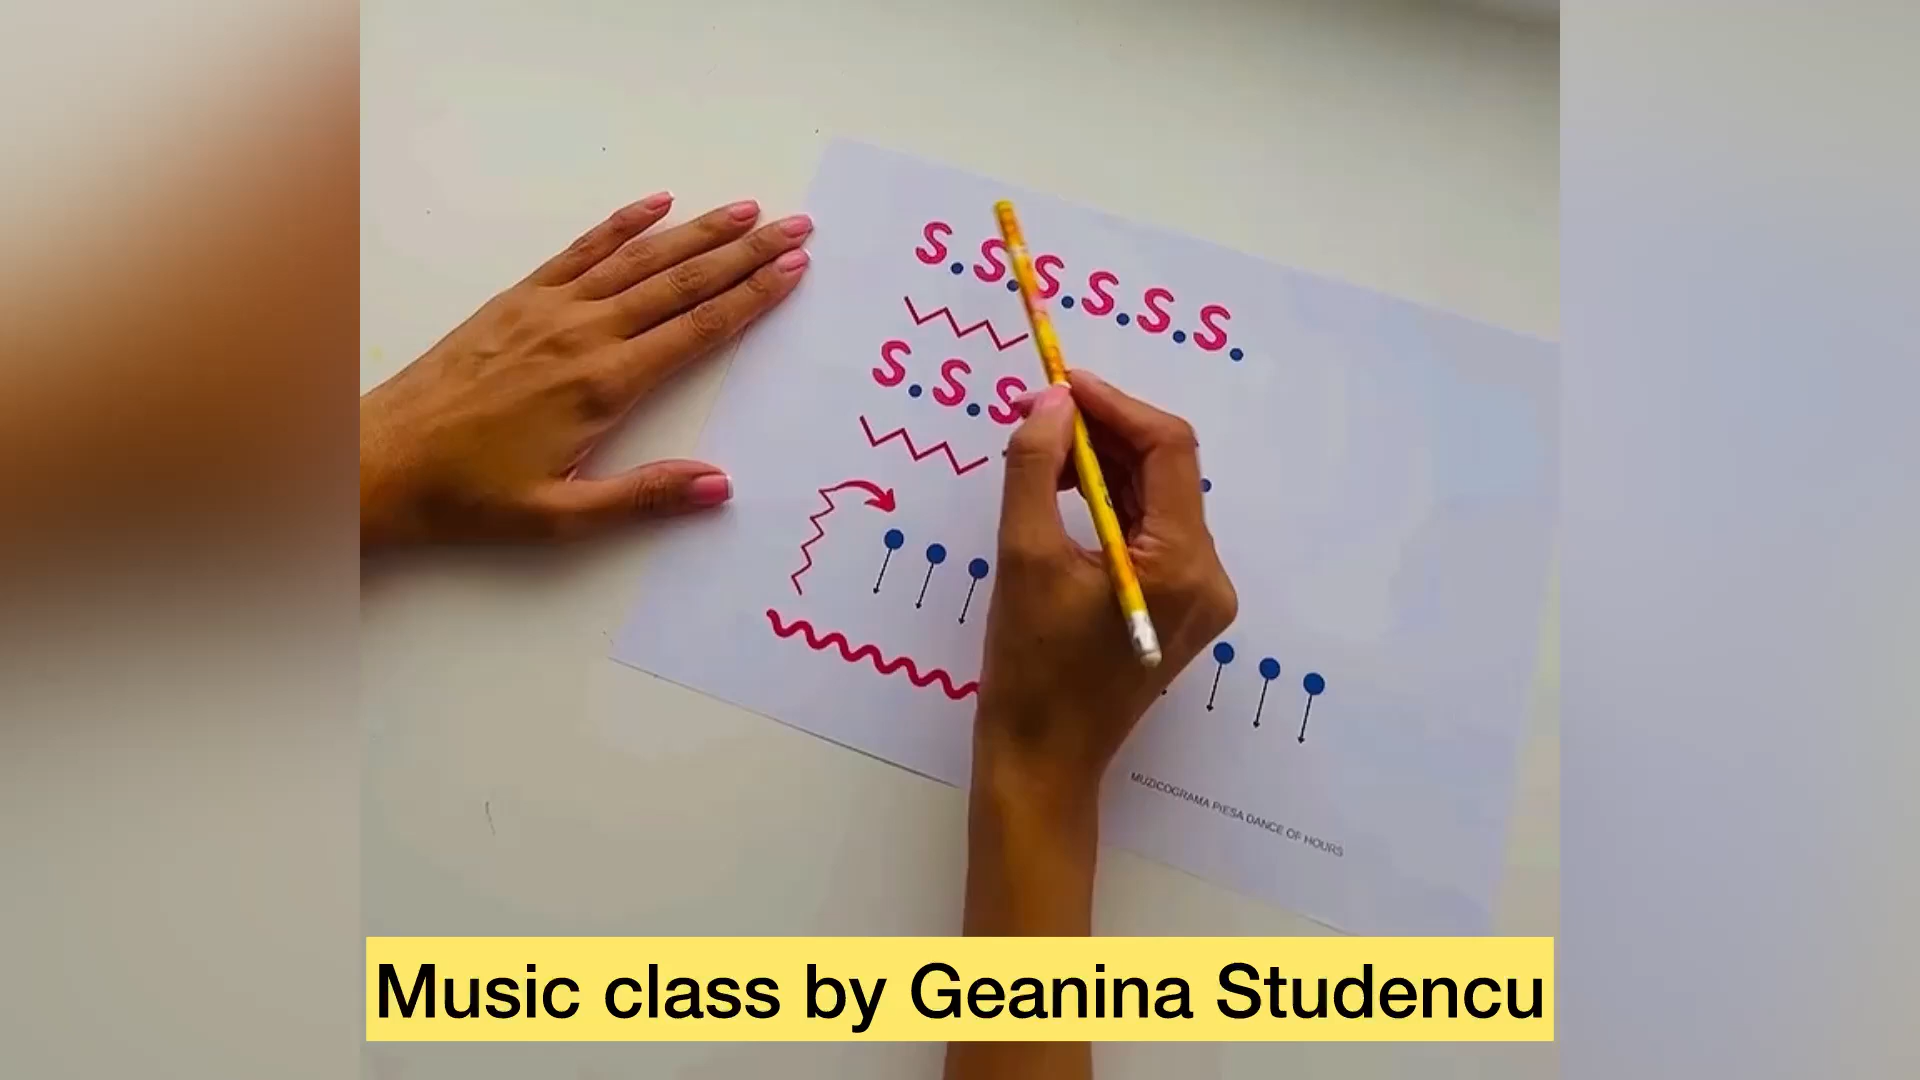 S.S.S.S.S.S.
S.S.S
MUZICOGRAMA PIESA DANCE OF HOURS
Music class by Geanina Studencu